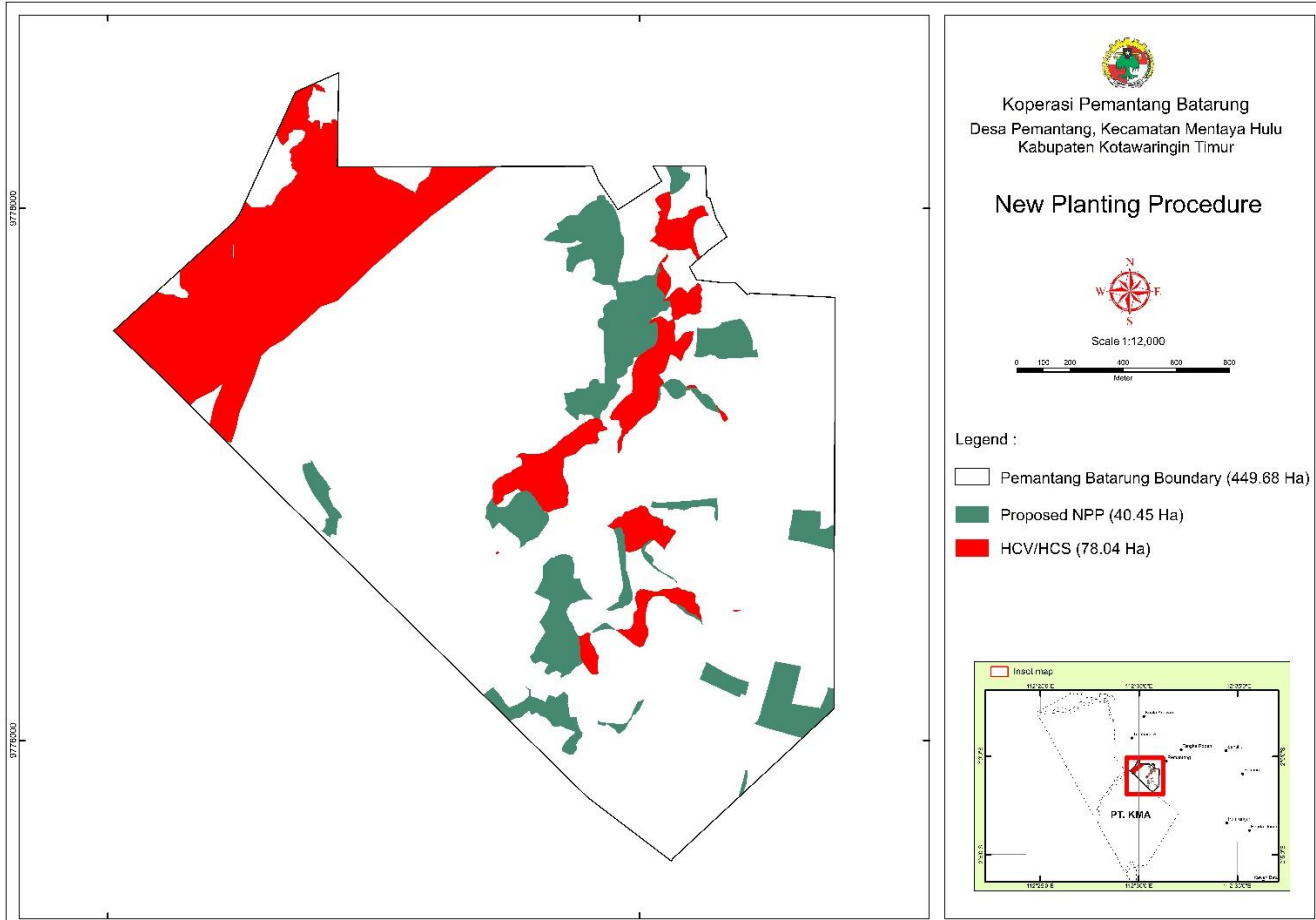 9778000
9776000
Koperasi Pemantang Batarung
Desa Pemantang, Kecamatan Mentaya Hulu
Kabupaten Kotawaringin Timur
New Planting Procedure
N
W E
S
Scale 1:12,000
0 100 200 400 600 800
Meter
Legend :
Pemantang Batarung Boundary (449.68 Ha)
Proposed NPP (40.45 Ha)
HCV/HCS (78.04 Ha)
Inset map
Pemantang
PT. KMA